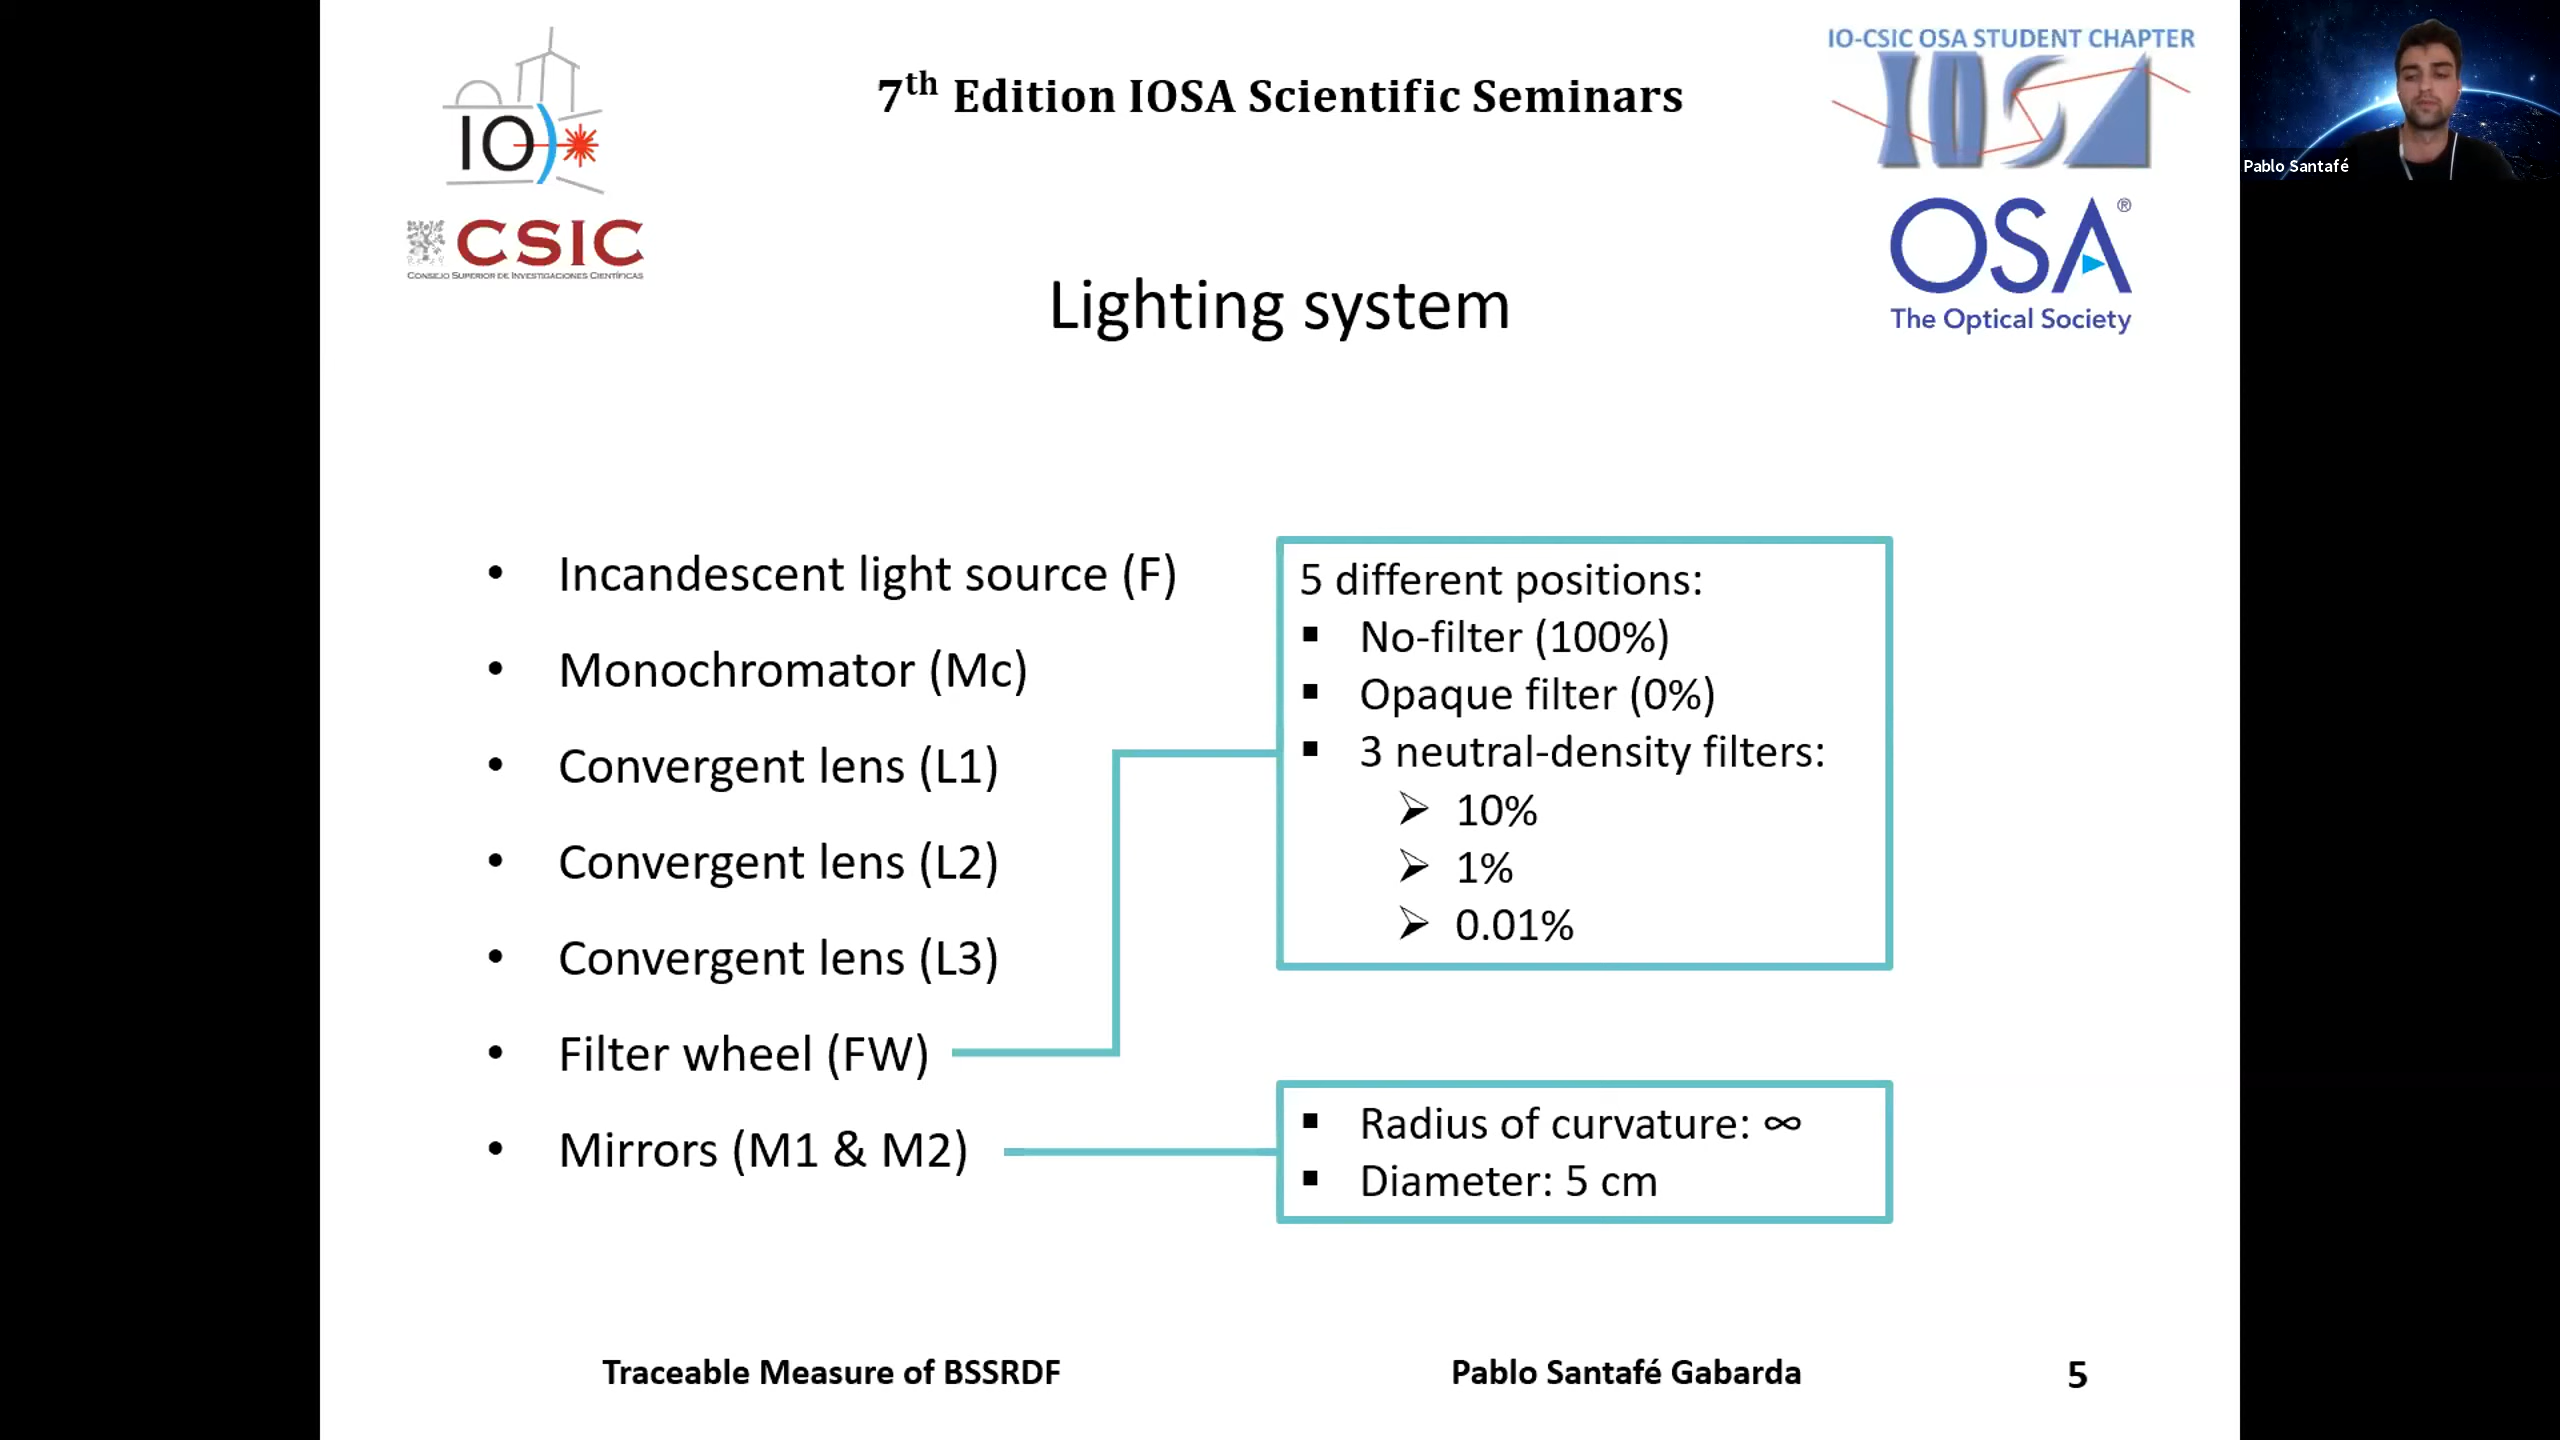 IO
CSIC
CONSEJO SUPERIOR DE INVESTIGACIONES CIENTÍFICAS
7th Edition IOSA Scientific Seminars
IO-CSIC OSA STUDENT CHAPTER
IOSA
OSA®
The Optical Society
Pablo Santafé
Lighting system
• Incandescent light source (F)
• Monochromator (Mc)
• Convergent lens (L1)
• Convergent lens (L2)
• Convergent lens (L3)
• Filter wheel (FW)
• Mirrors (M1 & M2)
5 different positions:
▪ No-filter (100%)
▪ Opaque filter (0%)
▪ 3 neutral-density filters:
➢ 10%
➢ 1%
➢ 0.01%
▪ Radius of curvature: ∞
▪ Diameter: 5 cm
Traceable Measure of BSSRDF
Pablo Santafé Gabarda
5